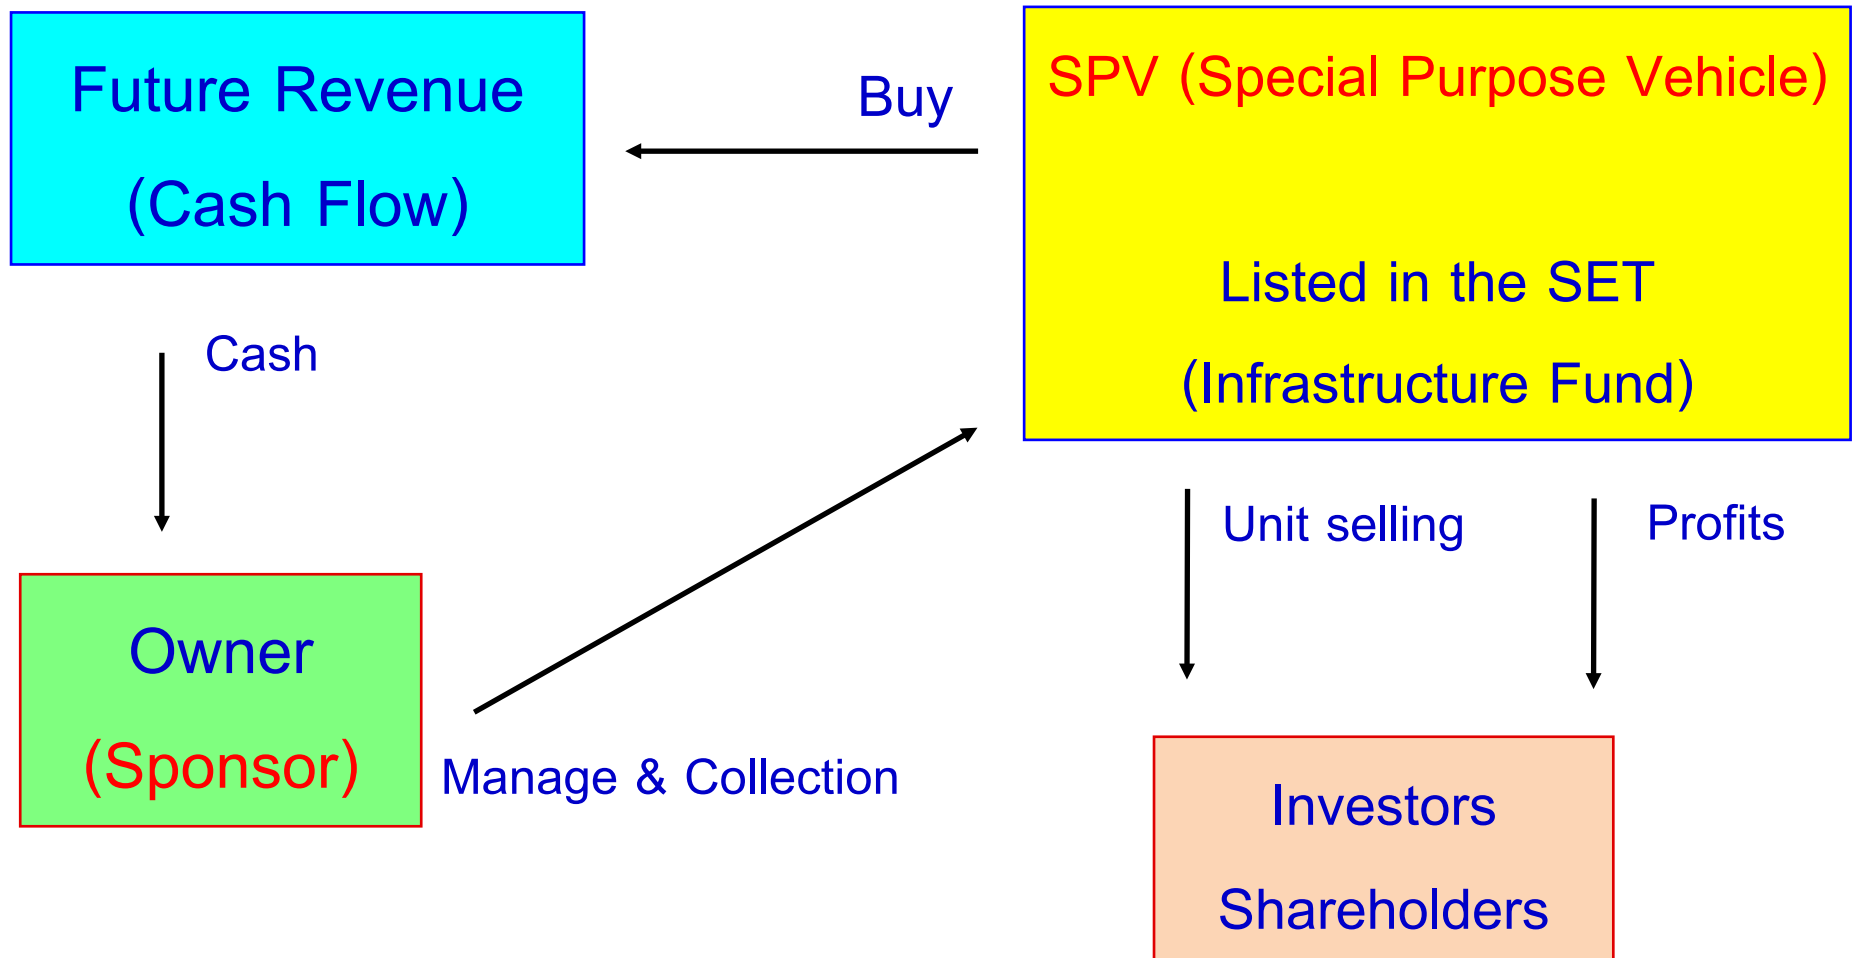 Future Revenue
(Cash Flow)
Buy
SPV (Special Purpose Vehicle)
Listed in the SET
(Infrastructure Fund)
Cash
Unit selling
Profits
Owner
(Sponsor)
Manage & Collection
Investors
Shareholders